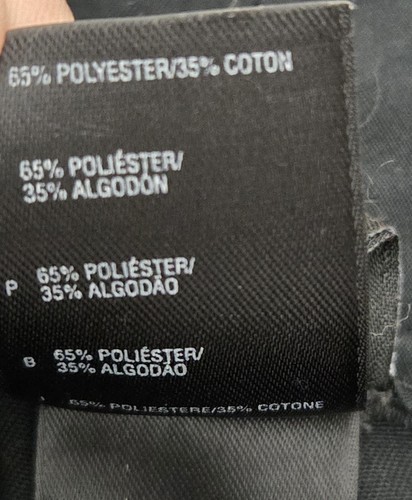 65% POLYESTER/35% COTON
65% POLIÉSTER/
35% ALGODÓN
P 65% POLIÉSTER/
35% ALGODÃO
B 65% POLIÉSTER/
35% ALGODÃO
65% POLIESTERE/35% COTONE